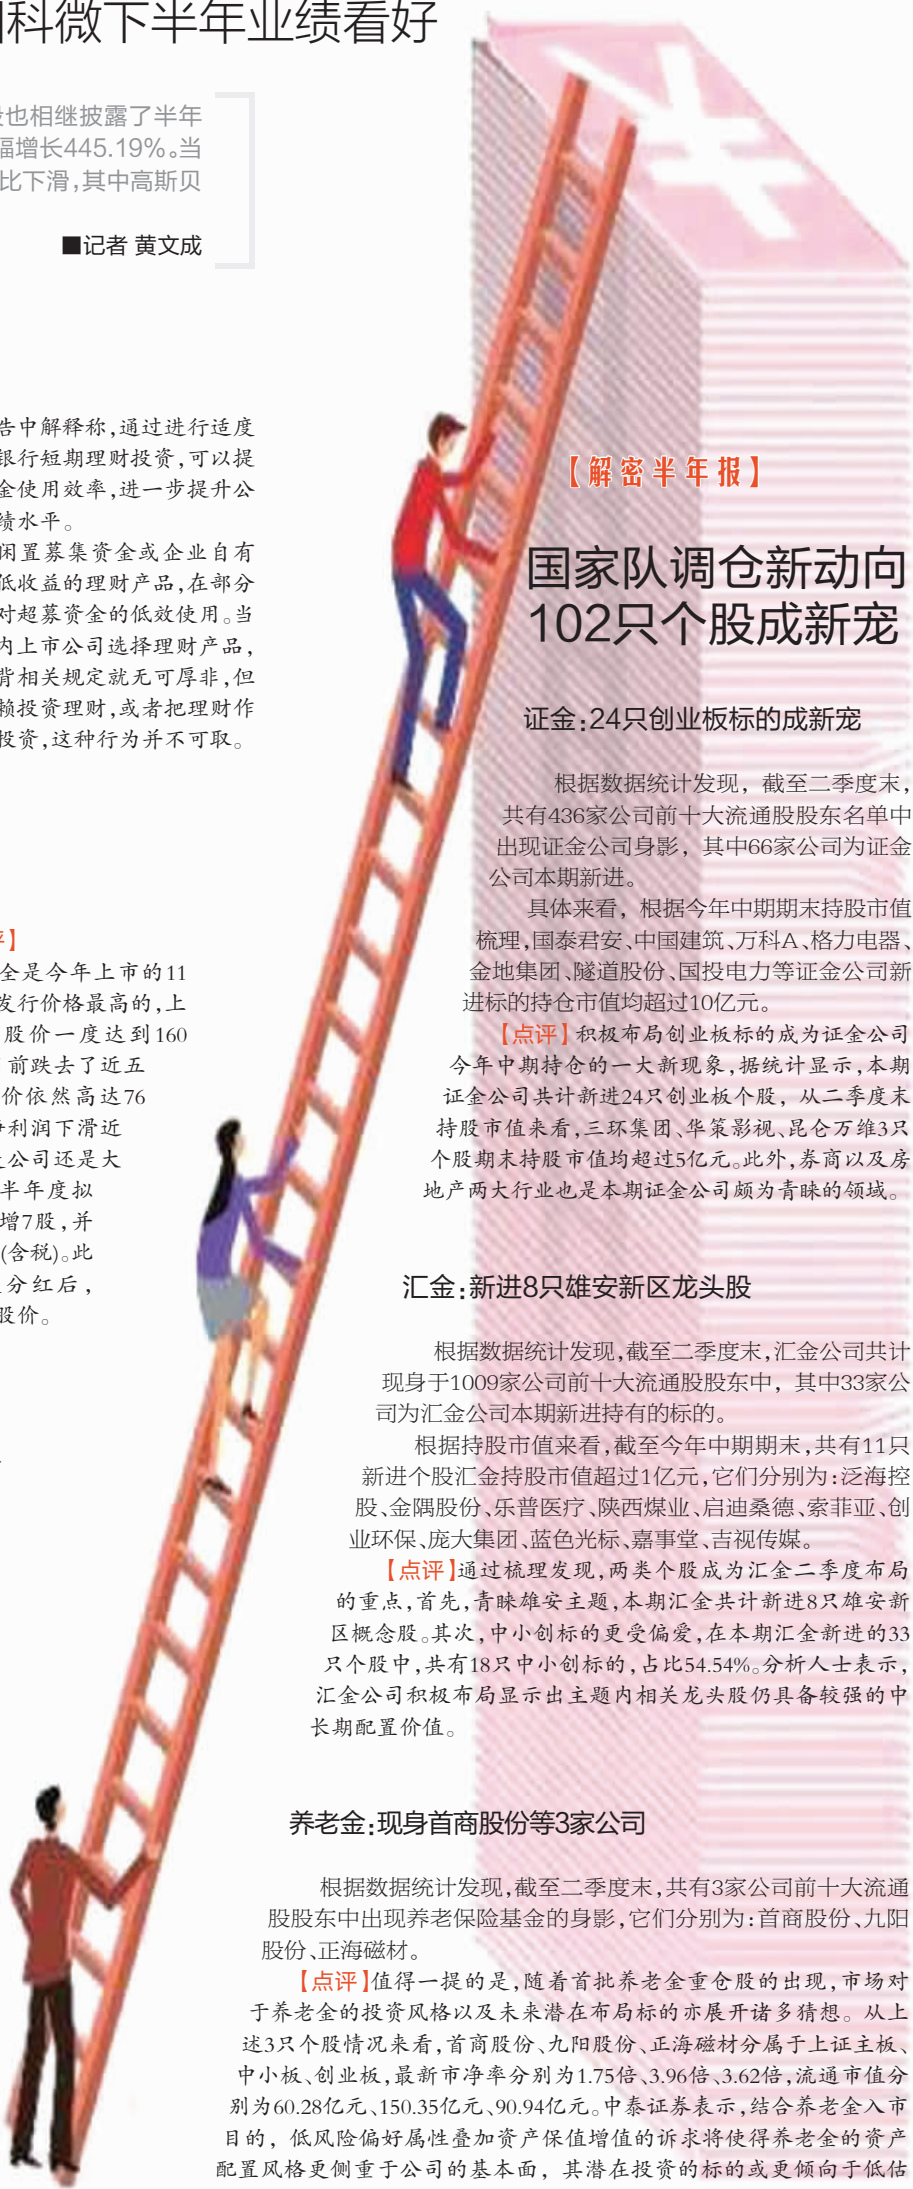 科微下半年业绩看好
也相继披露了半年
幅增长445.19%。当
比下滑，其中高斯贝
■记者 黄文成
告中解释称，通过进行适度
银行短期理财投资，可以提
金使用效率，进一步提升公
绩水平。
闲置募集资金或企业自有
低收益的理财产品，在部分
对超募资金的低效使用。当
内上市公司选择理财产品，
背相关规定就无可厚非，但
赖投资理财，或者把理财作
投资，这种行为并不可取。
评】
全是今年上市的11
发行价格最高的，上
股价一度达到160
前跌去了近五
价依然高达76
净利润下滑近
公司还是大
半年度拟
增7股，并
(含税)。此
分红后，
股价。
【解密半年报】
国家队调仓新动向
102只个股成新宠
证金：24只创业板标的成新宠
根据数据统计发现，截至二季度末，
共有436家公司前十大流通股股东名单中
出现证金公司身影，其中66家公司为证金
公司本期新进。
具体来看，根据今年中期期末持股市值
梳理，国泰君安、中国建筑、万科A、格力电器、
金地集团、隧道股份、国投电力等证金公司新
进标的持仓市值均超过10亿元。
【点评】积极布局创业板标的成为证金公司
今年中期持仓的一大新现象，据统计显示，本期
证金公司共计新进24只创业板个股，从二季度末
持股市值来看，三环集团、华策影视、昆仑万维3只
个股期末持股市值均超过5亿元。此外，券商以及房
地产两大行业也是本期证金公司颇为青睐的领域。
汇金：新进8只雄安新区龙头股
根据数据统计发现，截至二季度末，汇金公司共计
现身于1009家公司前十大流通股股东中，其中33家公
司为汇金公司本期新进持有的标的。
根据持股市值来看，截至今年中期期末，共有11只
新进个股汇金持股市值超过1亿元，它们分别为：泛海控
股、金隅股份、乐普医疗、陕西煤业、启迪桑德、索菲亚、创
业环保、庞大集团、蓝色光标、嘉事堂、吉视传媒。
【点评】通过梳理发现，两类个股成为汇金二季度布局
的重点，首先，青睐雄安主题，本期汇金共计新进8只雄安新
区概念股。其次，中小创标的更受偏爱，在本期汇金新进的33
只个股中，共有18只中小创标的，占比54.54%。分析人士表示，
汇金公司积极布局显示出主题内相关龙头股仍具备较强的中
长期配置价值。
养老金：现身首商股份等3家公司
根据数据统计发现，截至二季度末，共有3家公司前十大流通
股股东中出现养老保险基金的身影，它们分别为：首商股份、九阳
股份、正海磁材。
【点评】值得一提的是，随着首批养老金重仓股的出现，市场对
于养老金的投资风格以及未来潜在布局标的亦展开诸多猜想。从上
述3只个股情况来看，首商股份、九阳股份、正海磁材分属于上证主板、
中小板、创业板，最新市净率分别为1.75倍、3.96倍、3.62倍，流通市值分
别为60.28亿元、150.35亿元、90.94亿元。中泰证券表示，结合养老金入市
目的，低风险偏好属性叠加资产保值增值的诉求将使得养老金的资产
配置风格更侧重于公司的基本面，其潜在投资的标的或更倾向于低估